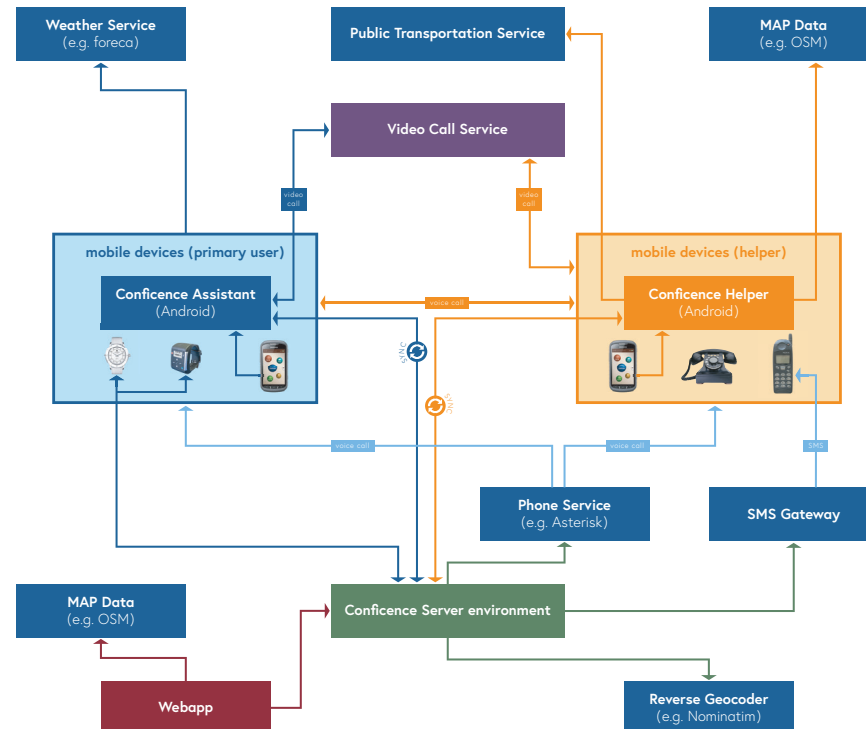 Weather Service
(e.g. foreca)
Public Transportation Service
MAP Data
(e.g. OSM)
Video Call Service
video
call
video
call
mobile devices (primary user)
mobile devices (helper)
Conficence Assistant
(Android)
Conficence Helper
(Android)
voice call
SYNC
SYNC
voice call
voice call
SMS
Phone Service
(e.g. Asterisk)
SMS Gateway
MAP Data
(e.g. OSM)
Conficence Server environment
Webapp
Reverse Geocoder
(e.g. Nominatim)